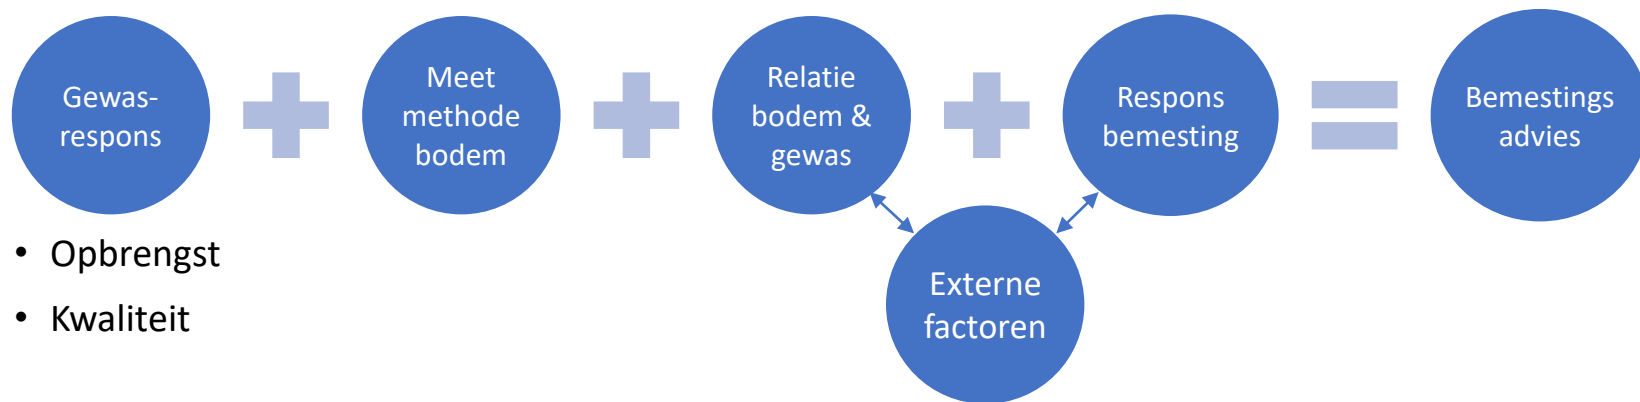 Gewas-
respons
Meet
methode
bodem
Relatie
bodem &
gewas
Respons
bemesting
Bemestings
advies
Externe
factoren
• Opbrengst
• Kwaliteit